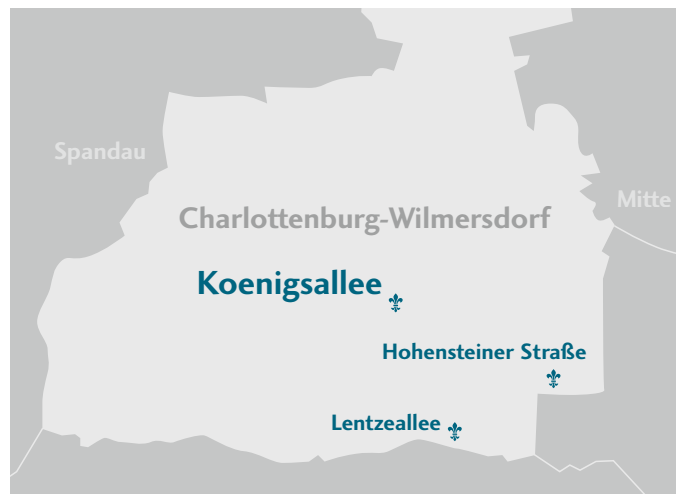 Spandau
Mitte
Charlottenburg-Wilmersdorf
Koenigsallee
Hohensteiner Straße
Lentzeallee